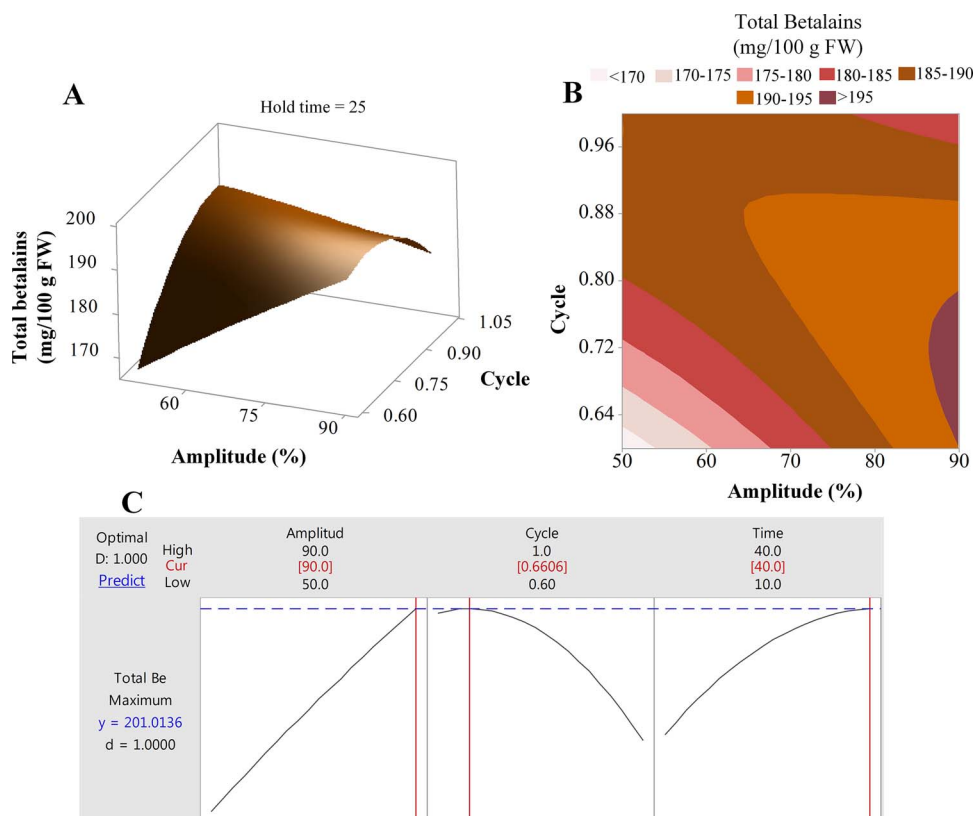 A
Hold time = 25
200
190
180
170
Total betalains
(mg/100 g FW)
60
75
90
Amplitude (%)
1.05
0.90
0.75
0.60
Cycle
Total Betalains
(mg/100 g FW)
<170 170-175 175-180 180-185 185-190
190-195 >195
B
0.96
0.88
0.80
0.72
0.64
Cycle
50 60 70 80 90
Amplitude (%)
C
Optimal
D: 1.000
Predict
High
Cur
Low
Amplitud
90.0
[90.0]
50.0
Cycle
1.0
[0.6606]
0.60
Time
40.0
[40.0]
10.0
Total Be
Maximum
y = 201.0136
d = 1.0000